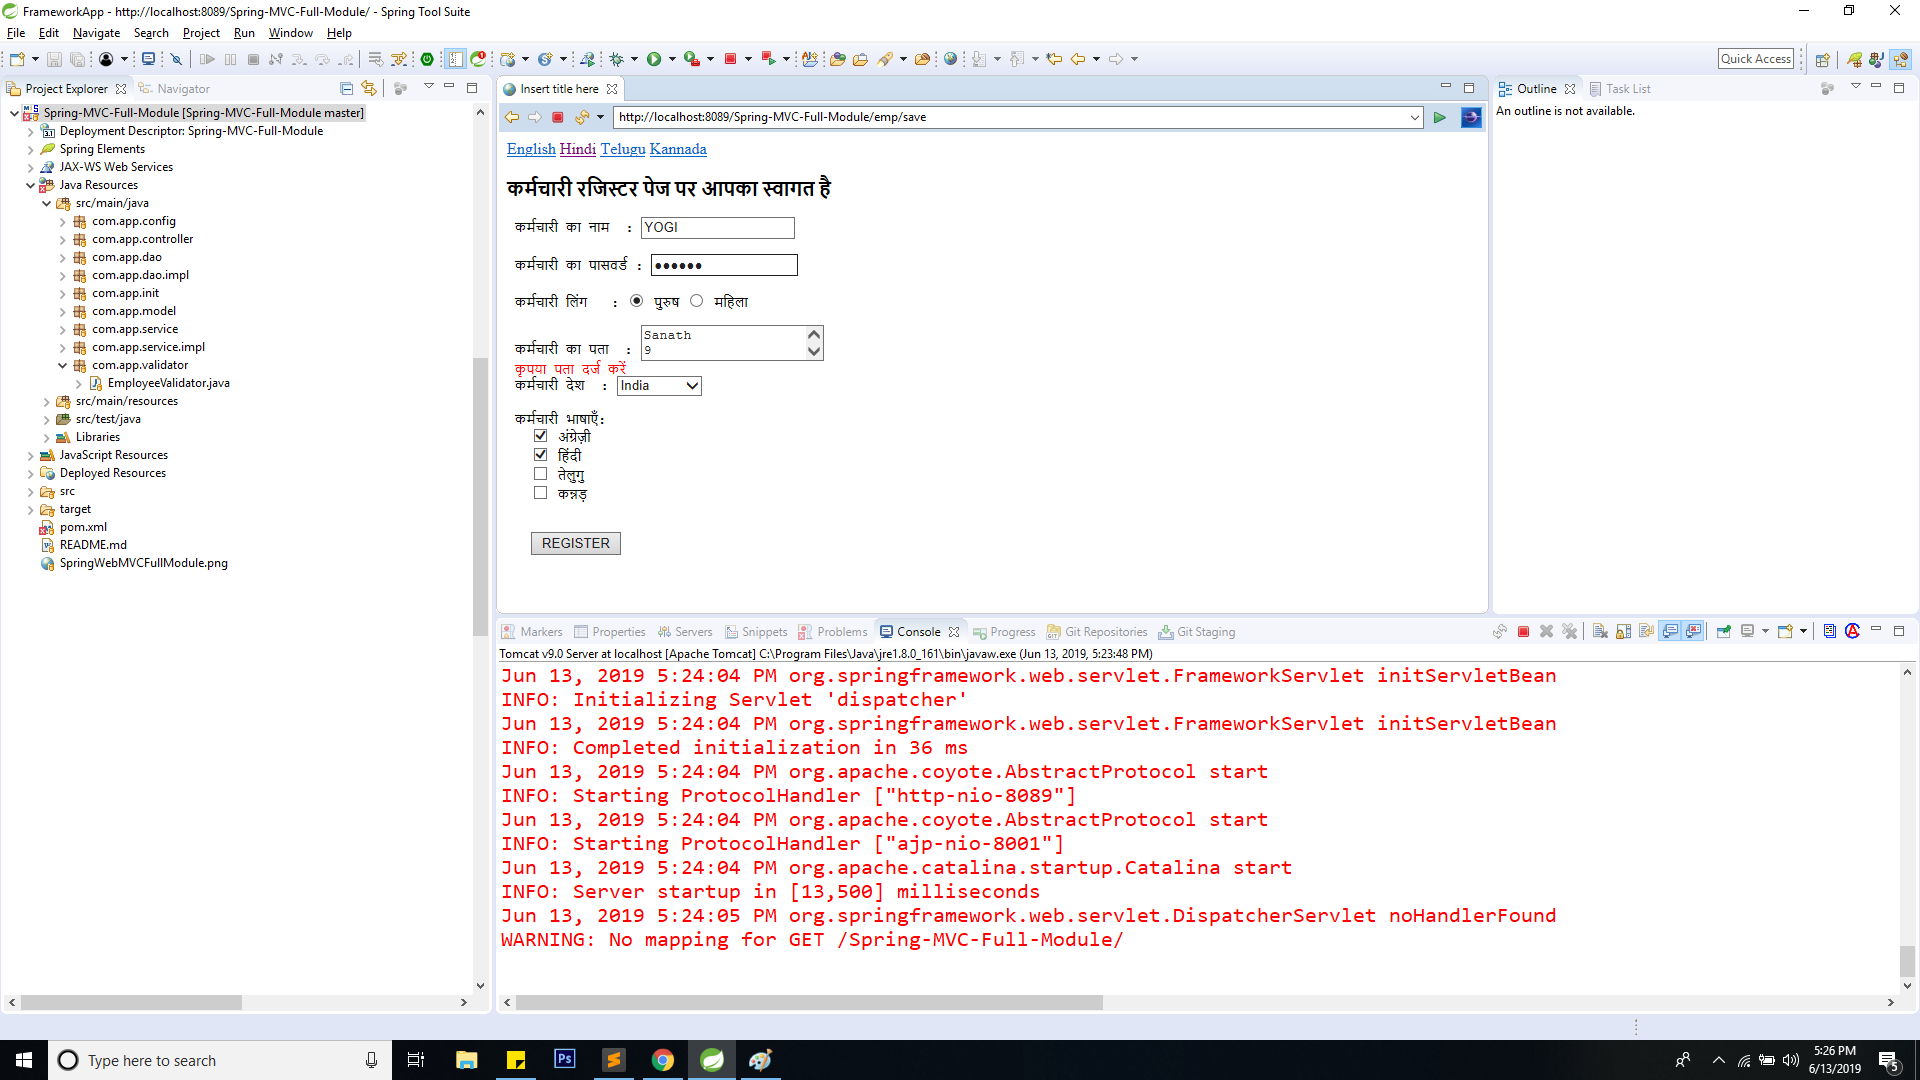 FrameworkApp - http://localhost:8089/Spring-MVC-Full-Module/ - Spring Tool Suite
File Edit Navigate Search Project Run Window Help
Quick Access
Project Explorer Navigator
Spring-MVC-Full-Module [Spring-MVC-Full-Module master]
Deployment Descriptor: Spring-MVC-Full-Module
Spring Elements
JAX-WS Web Services
Java Resources
src/main/java
com.app.config
com.app.controller
com.app.dao
com.app.dao.impl
com.app.init
com.app.model
com.app.service
com.app.service.impl
com.app.validator
EmployeeValidator.java
src/main/resources
src/test/java
Libraries
JavaScript Resources
Deployed Resources
src
target
pom.xml
README.md
SpringWebMVCFullModule.png
Insert title here
http://localhost:8089/Spring-MVC-Full-Module/emp/save
English Hindi Telugu Kannada
कर्मचारी रजिस्टर पेज पर आपका स्वागत है
कर्मचारी का नाम : YOGI
कर्मचारी का पासवर्ड : ●●●●●●
कर्मचारी लिंग : पुरुष महिला
कर्मचारी का पता : Sanath
9
कृपया पता दर्ज करें
कर्मचारी देश : India
कर्मचारी भाषाएँ:
अंग्रेज़ी
हिंदी
तेलुगु
कन्नड़
REGISTER
Outline Task List
An outline is not available.
Markers Properties Servers Snippets Problems Console Progress Git Repositories Git Staging
Tomcat v9.0 Server at localhost [Apache Tomcat] C:\Program Files\Java\jre1.8.0_161\bin\javaw.exe (Jun 13, 2019, 5:23:48 PM)
Jun 13, 2019 5:24:04 PM org.springframework.web.servlet.FrameworkServlet initServletBean
INFO: Initializing Servlet 'dispatcher'
Jun 13, 2019 5:24:04 PM org.springframework.web.servlet.FrameworkServlet initServletBean
INFO: Completed initialization in 36 ms
Jun 13, 2019 5:24:04 PM org.apache.coyote.AbstractProtocol start
INFO: Starting ProtocolHandler ["http-nio-8089"]
Jun 13, 2019 5:24:04 PM org.apache.coyote.AbstractProtocol start
INFO: Starting ProtocolHandler ["ajp-nio-8001"]
Jun 13, 2019 5:24:04 PM org.apache.catalina.startup.Catalina start
INFO: Server startup in [13,500] milliseconds
Jun 13, 2019 5:24:05 PM org.springframework.web.servlet.DispatcherServlet noHandlerFound
WARNING: No mapping for GET /Spring-MVC-Full-Module/
Type here to search
Ps
5:26 PM
6/13/2019
5